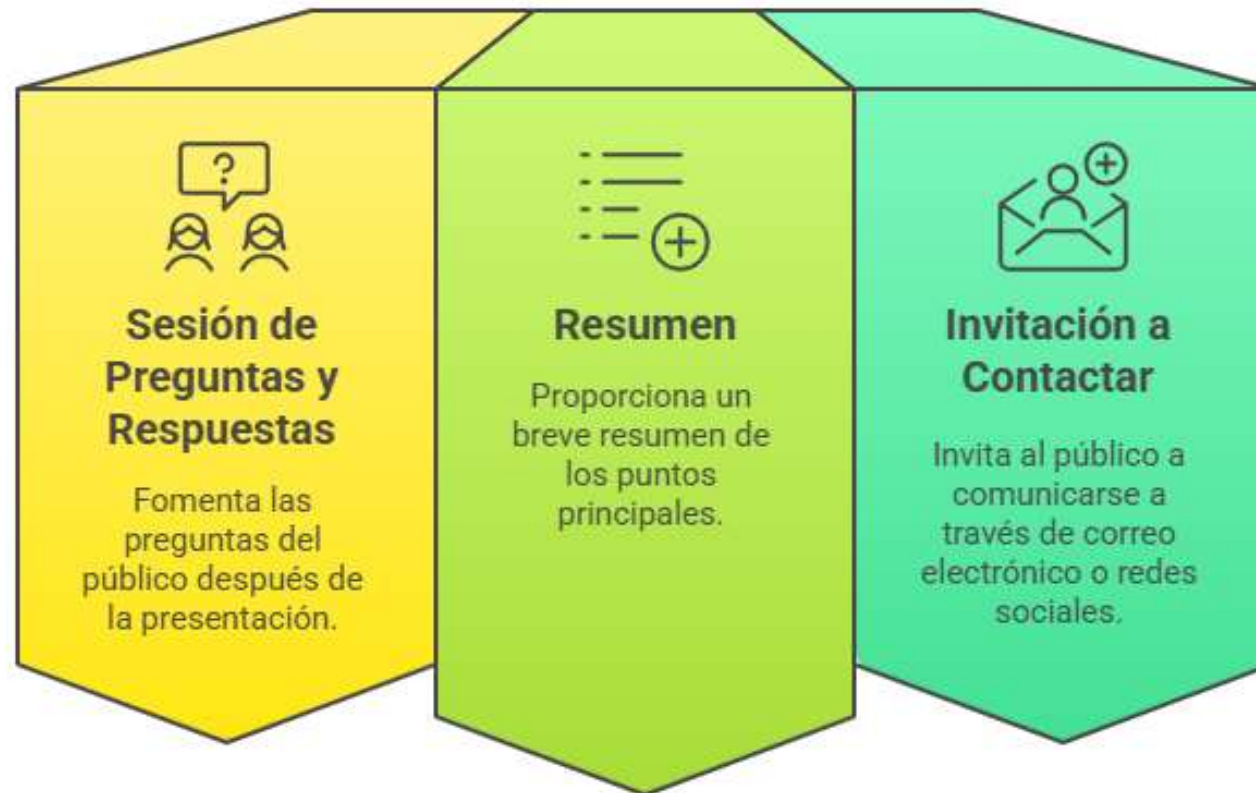 ?
Sesión de
Preguntas y
Respuestas
Fomenta las
preguntas del
público después de
la presentación.
Resumen
Proporciona un
breve resumen de
los puntos
principales.
Invitación a
Contactar
Invita al público a
comunicarse a
través de correo
electrónico o redes
sociales.